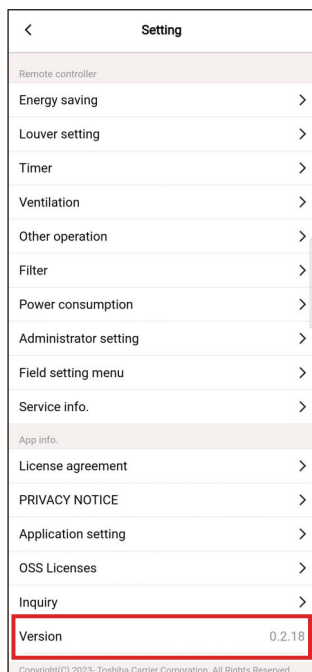 Setting
Remote controller
Energy saving
Louver setting
Timer
Ventilation
Other operation
Filter
Power consumption
Administrator setting
Field setting menu
Service info.
App info.
License agreement
PRIVACY NOTICE
Application setting
OSS Licenses
Inquiry
Version 0.2.18
Copyright(C) 2023- Toshiba Carrier Corporation, All Rights Reserved